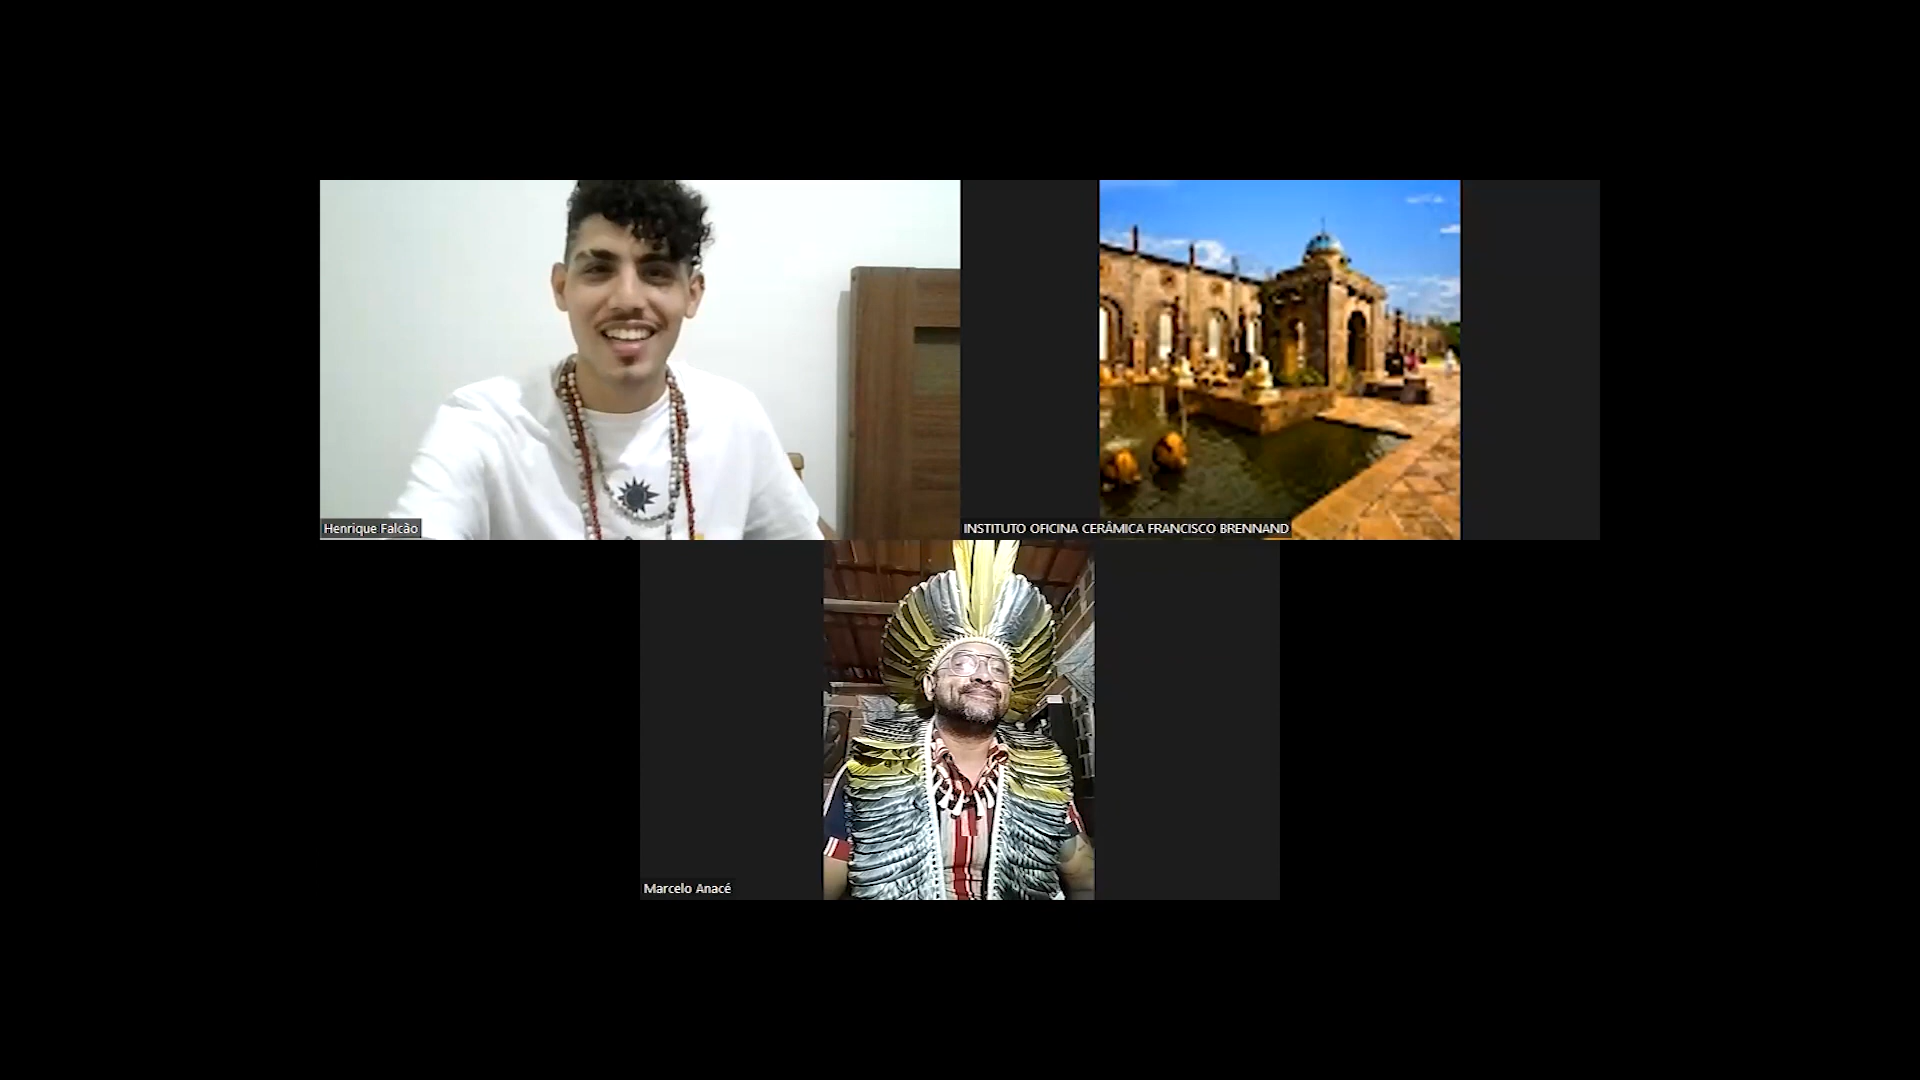 Henrique Falcão
INSTITUTO OFICINA CERÂMICA FRANCISCO BRENNAND
Marcelo Anacé